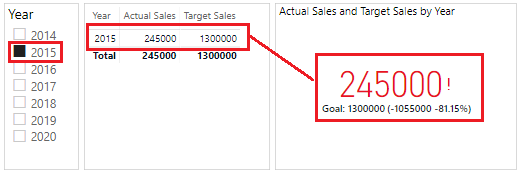 Year
2014
2015
2016
2017
2018
2019
2020
Year Actual Sales Target Sales
2015 245000 1300000
Total 245000 1300000
Actual Sales and Target Sales by Year
245000!
Goal: 1300000 (-1055000 -81.15%)